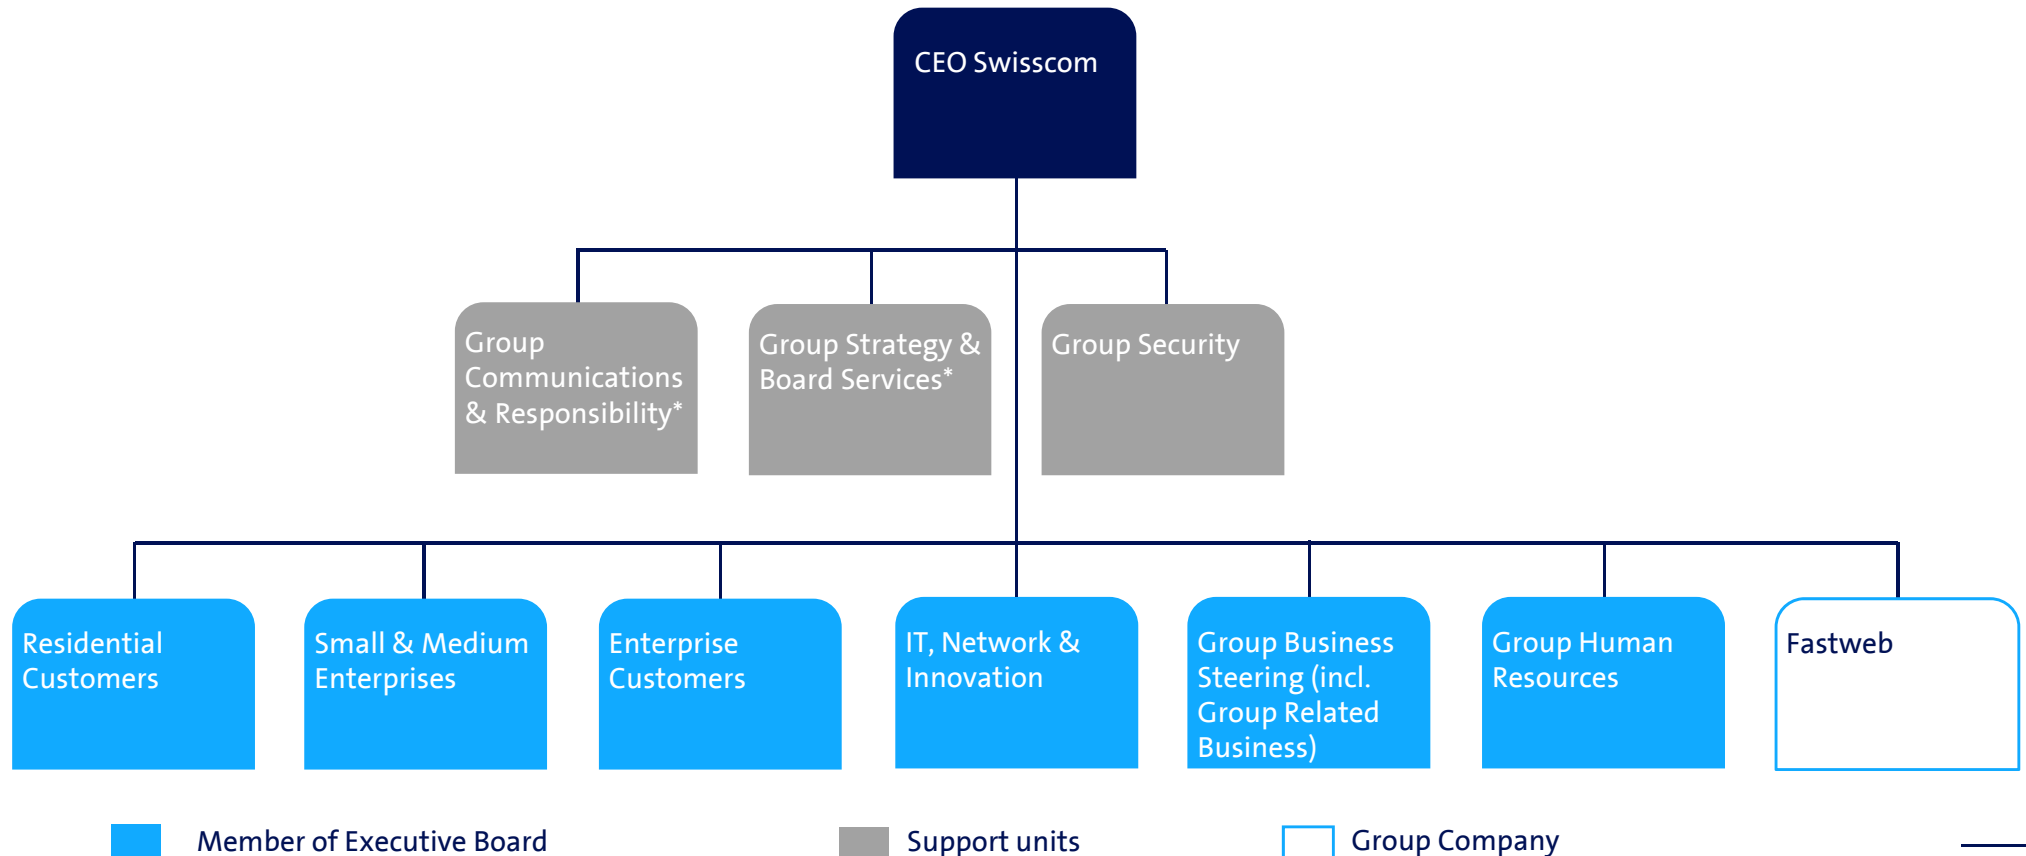 CEO Swisscom
Group
Communications
& Responsibility*
Group Strategy &
Board Services*
Group Security
Residential
Customers
Small & Medium
Enterprises
Enterprise
Customers
IT, Network &
Innovation
Group Business
Steering (incl.
Group Related
Business)
Group Human
Resources
Fastweb
Member of Executive Board
Support units
Group Company